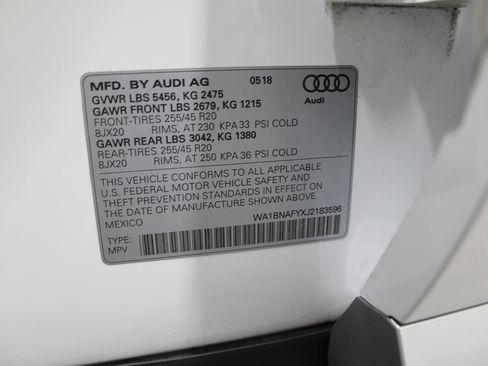 MFD. BY AUDI AG 0518
GVWR LBS 5456, KG 2475
GAWR FRONT LBS 2679, KG 1215
FRONT-TIRES 255/45 R20
8JX20 RIMS, AT 230 KPA 33 PSI COLD
GAWR REAR LBS 3042, KG 1380
REAR-TIRES 255/45 R20
8JX20 RIMS, AT 250 KPA 36 PSI COLD
Audi
THIS VEHICLE CONFORMS TO ALL APPLICABLE
U.S. FEDERAL MOTOR VEHICLE SAFETY AND
THEFT PREVENTION STANDARDS IN EFFECT ON
THE DATE OF MANUFACTURE SHOWN ABOVE.
MEXICO
WA1BNAFYXJ2183596
TYPE:
MPV